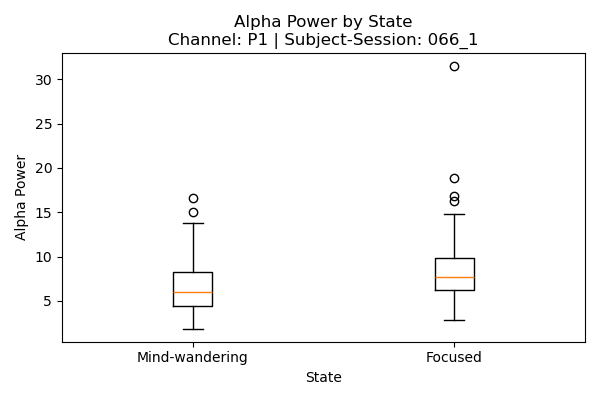 Alpha Power by State
Channel: P1 | Subject-Session: 066_1
Alpha Power
30
25
20
15
10
5
Mind-wandering
Focused
State